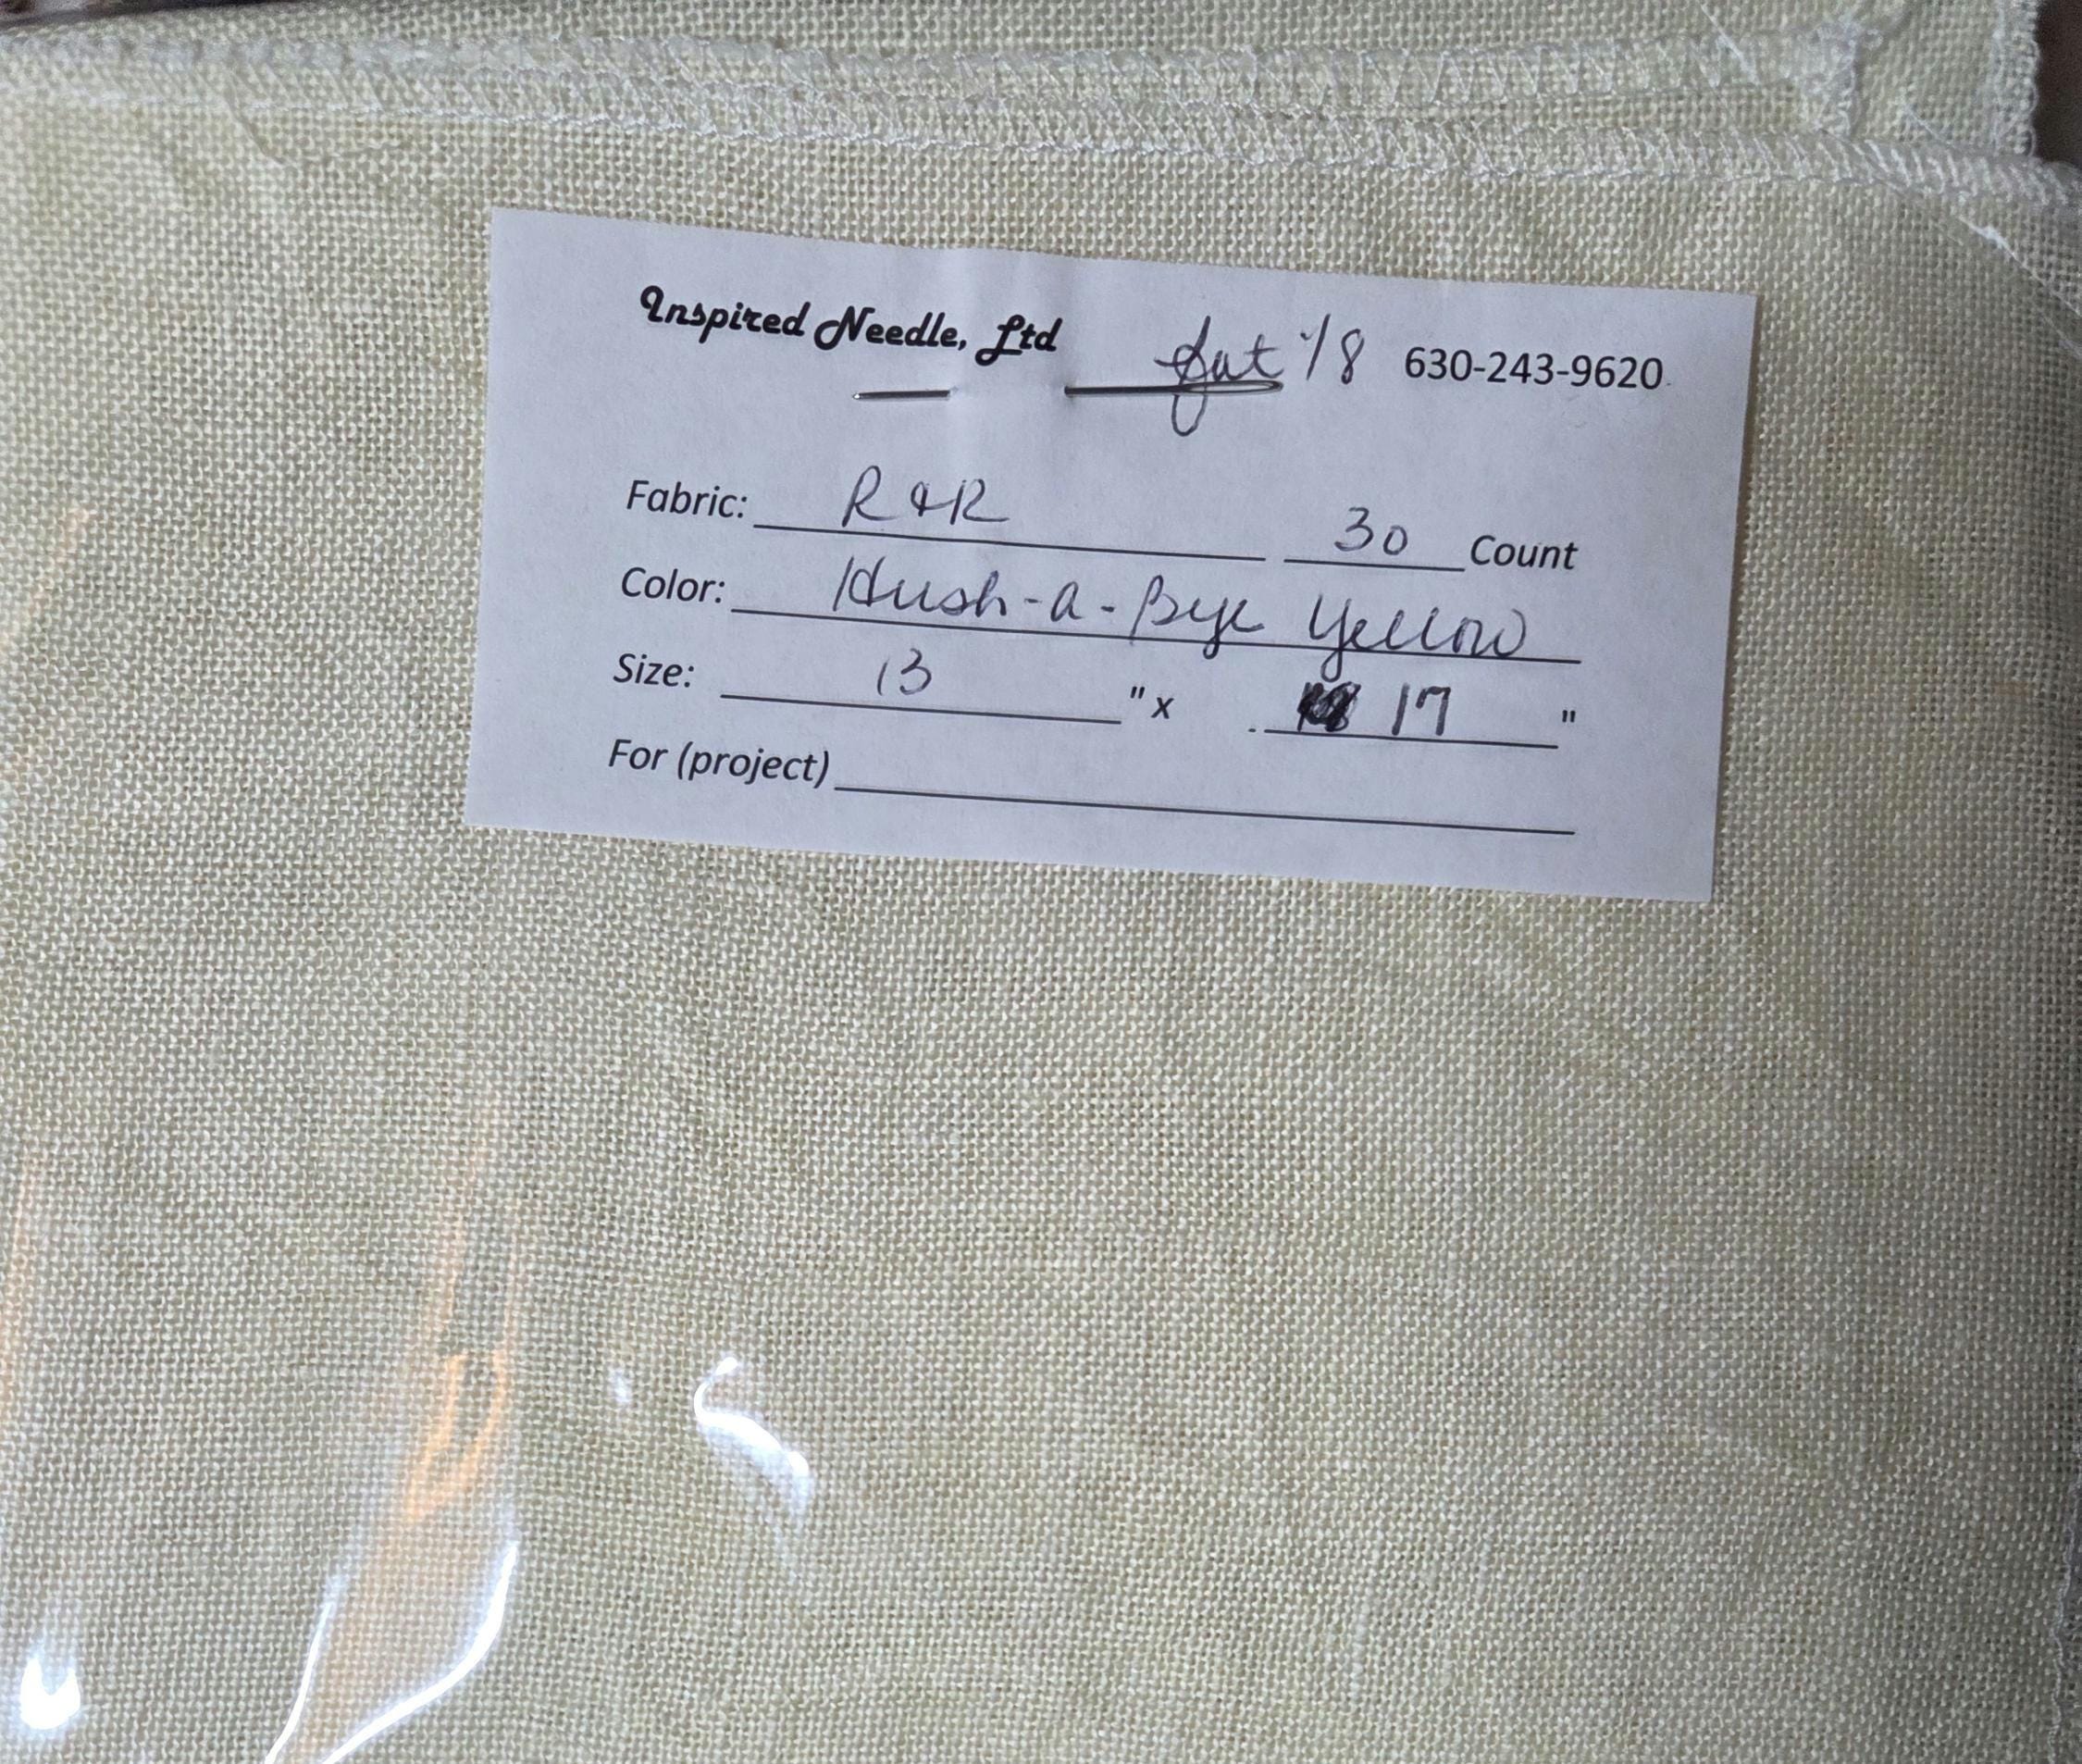 Inspired Needle, Ltd fat 1/8 630-243-9620
Fabric: R & R 30 Count
Color: Hush-a-Bye Yellow
Size: 13 " x 17 "
For (project)